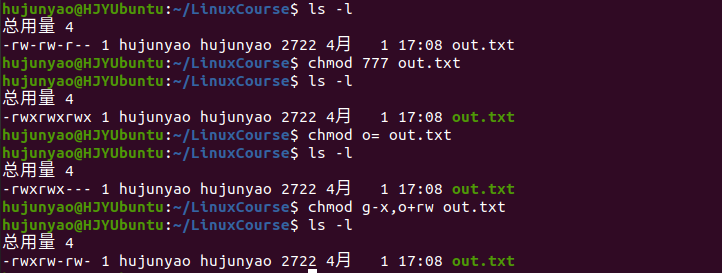 hujunyao@HJYUbuntu:~/LinuxCourse$ ls -l
总用量 4
-rw-rw-r-- 1 hujunyao hujunyao 2722 4月   1 17:08 out.txt
hujunyao@HJYUbuntu:~/LinuxCourse$ chmod 777 out.txt
hujunyao@HJYUbuntu:~/LinuxCourse$ ls -l
总用量 4
-rwxrwxrwx 1 hujunyao hujunyao 2722 4月   1 17:08 out.txt
hujunyao@HJYUbuntu:~/LinuxCourse$ chmod o= out.txt
hujunyao@HJYUbuntu:~/LinuxCourse$ ls -l
总用量 4
-rwxrwx--- 1 hujunyao hujunyao 2722 4月   1 17:08 out.txt
hujunyao@HJYUbuntu:~/LinuxCourse$ chmod g-x,o+rw out.txt
hujunyao@HJYUbuntu:~/LinuxCourse$ ls -l
总用量 4
-rwxrw-rw- 1 hujunyao hujunyao 2722 4月   1 17:08 out.txt